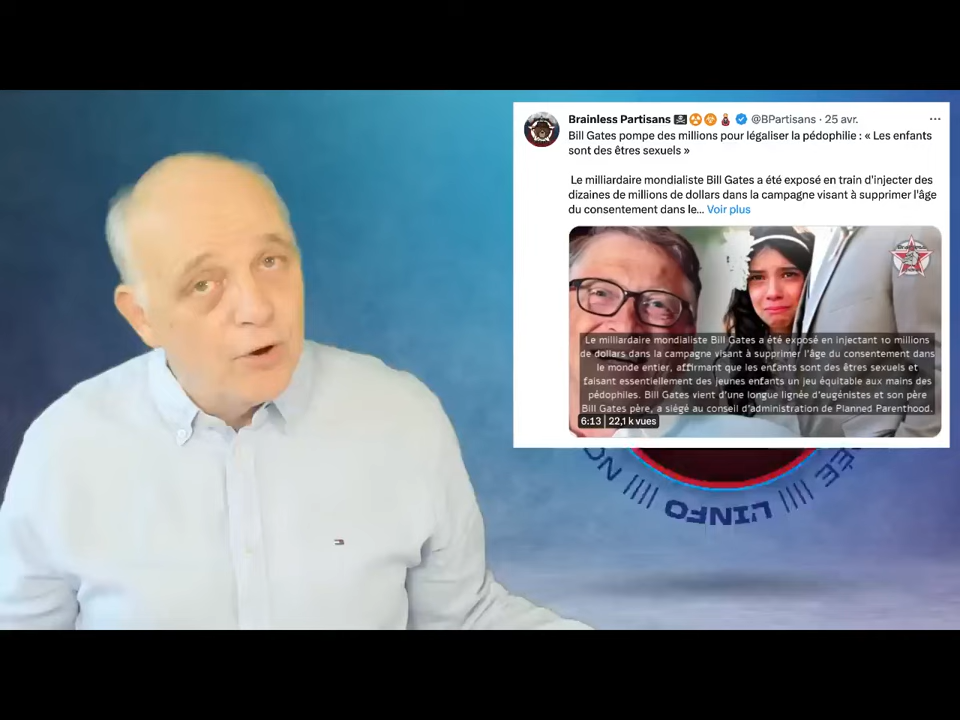 Brainless Partisans @BPartisans · 25 avr.
Bill Gates pompe des millions pour légaliser la pédophilie : « Les enfants
sont des êtres sexuels »
Le milliardaire mondialiste Bill Gates a été exposé en train d'injecter des
dizaines de millions de dollars dans la campagne visant à supprimer l'âge
du consentement dans le... Voir plus
Le milliardaire mondialiste Bill Gates a été exposé en injectant 10 millions
de dollars dans la campagne visant à supprimer l'âge du consentement dans
le monde entier, affirmant que les enfants sont des êtres sexuels et
faisant essentiellement des jeunes enfants un jeu équitable aux mains des
pédophiles. Bill Gates vient d'une longue lignée d'eugénistes et son père
Bill Gates père, a siégé au conseil d'administration de Planned Parenthood.
6:13 | 22,1 k vues
L'INFO